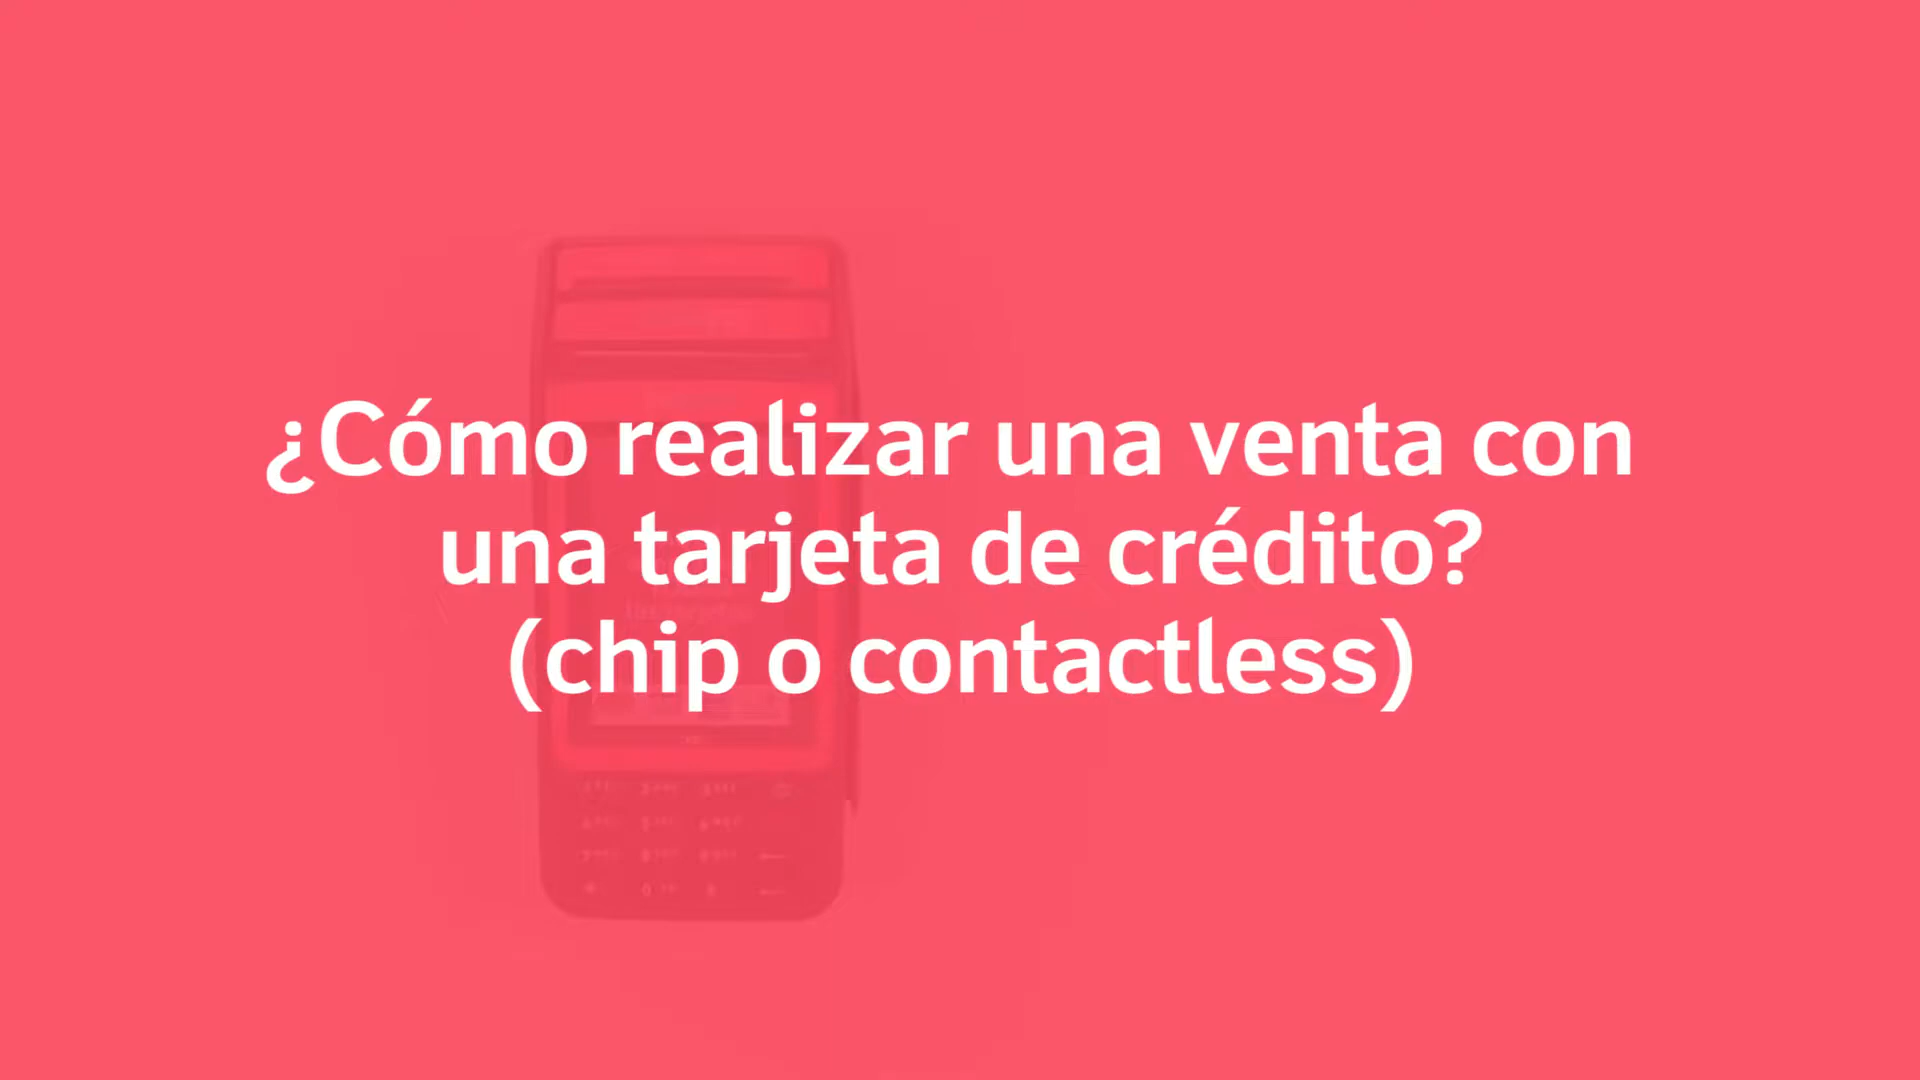 ¿Cómo realizar una venta con
una tarjeta de crédito?
(chip o contactless)